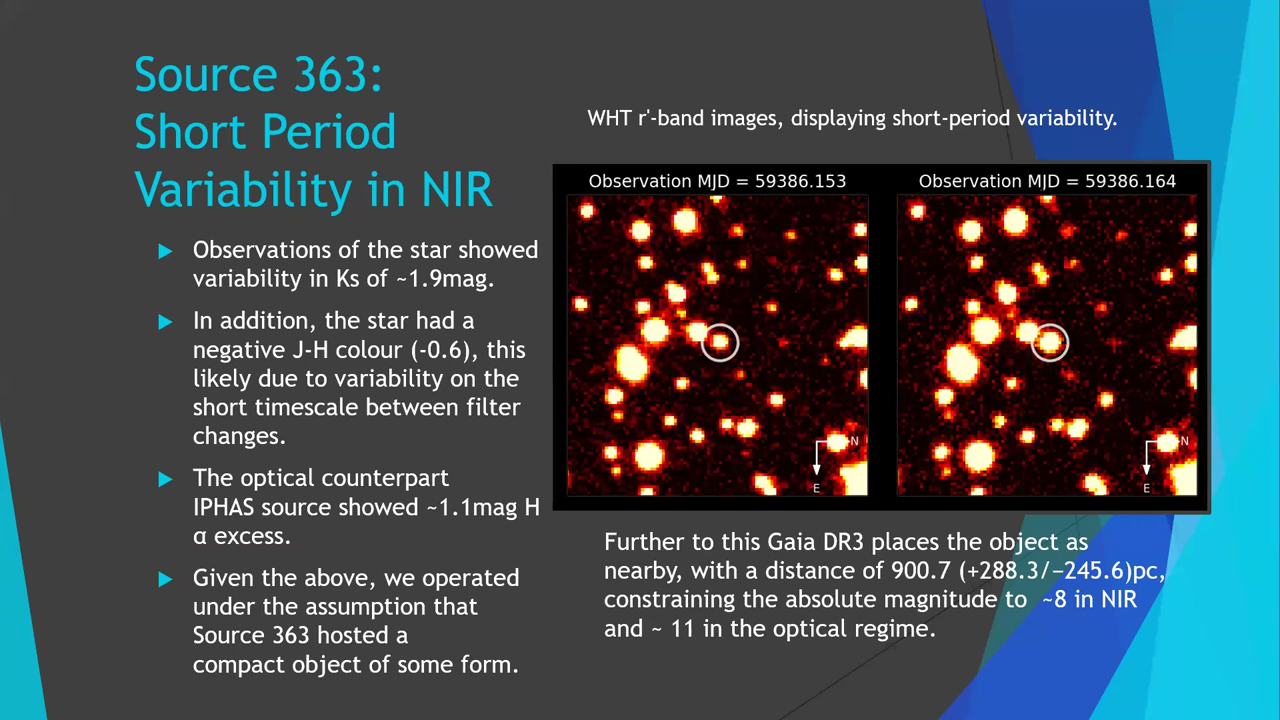 Source 363:
Short Period
Variability in NIR
Observations of the star showed
variability in Ks of ~1.9mag.
In addition, the star had a
negative J-H colour (-0.6), this
likely due to variability on the
short timescale between filter
changes.
The optical counterpart
IPHAS source showed ~1.1mag H
α excess.
Given the above, we operated
under the assumption that
Source 363 hosted a
compact object of some form.
WHT r'-band images, displaying short-period variability.
Observation MJD = 59386.153
N
E
Observation MJD = 59386.164
N
E
Further to this Gaia DR3 places the object as
nearby, with a distance of 900.7 (+288.3/−245.6)pc,
constraining the absolute magnitude to ~8 in NIR
and ~ 11 in the optical regime.